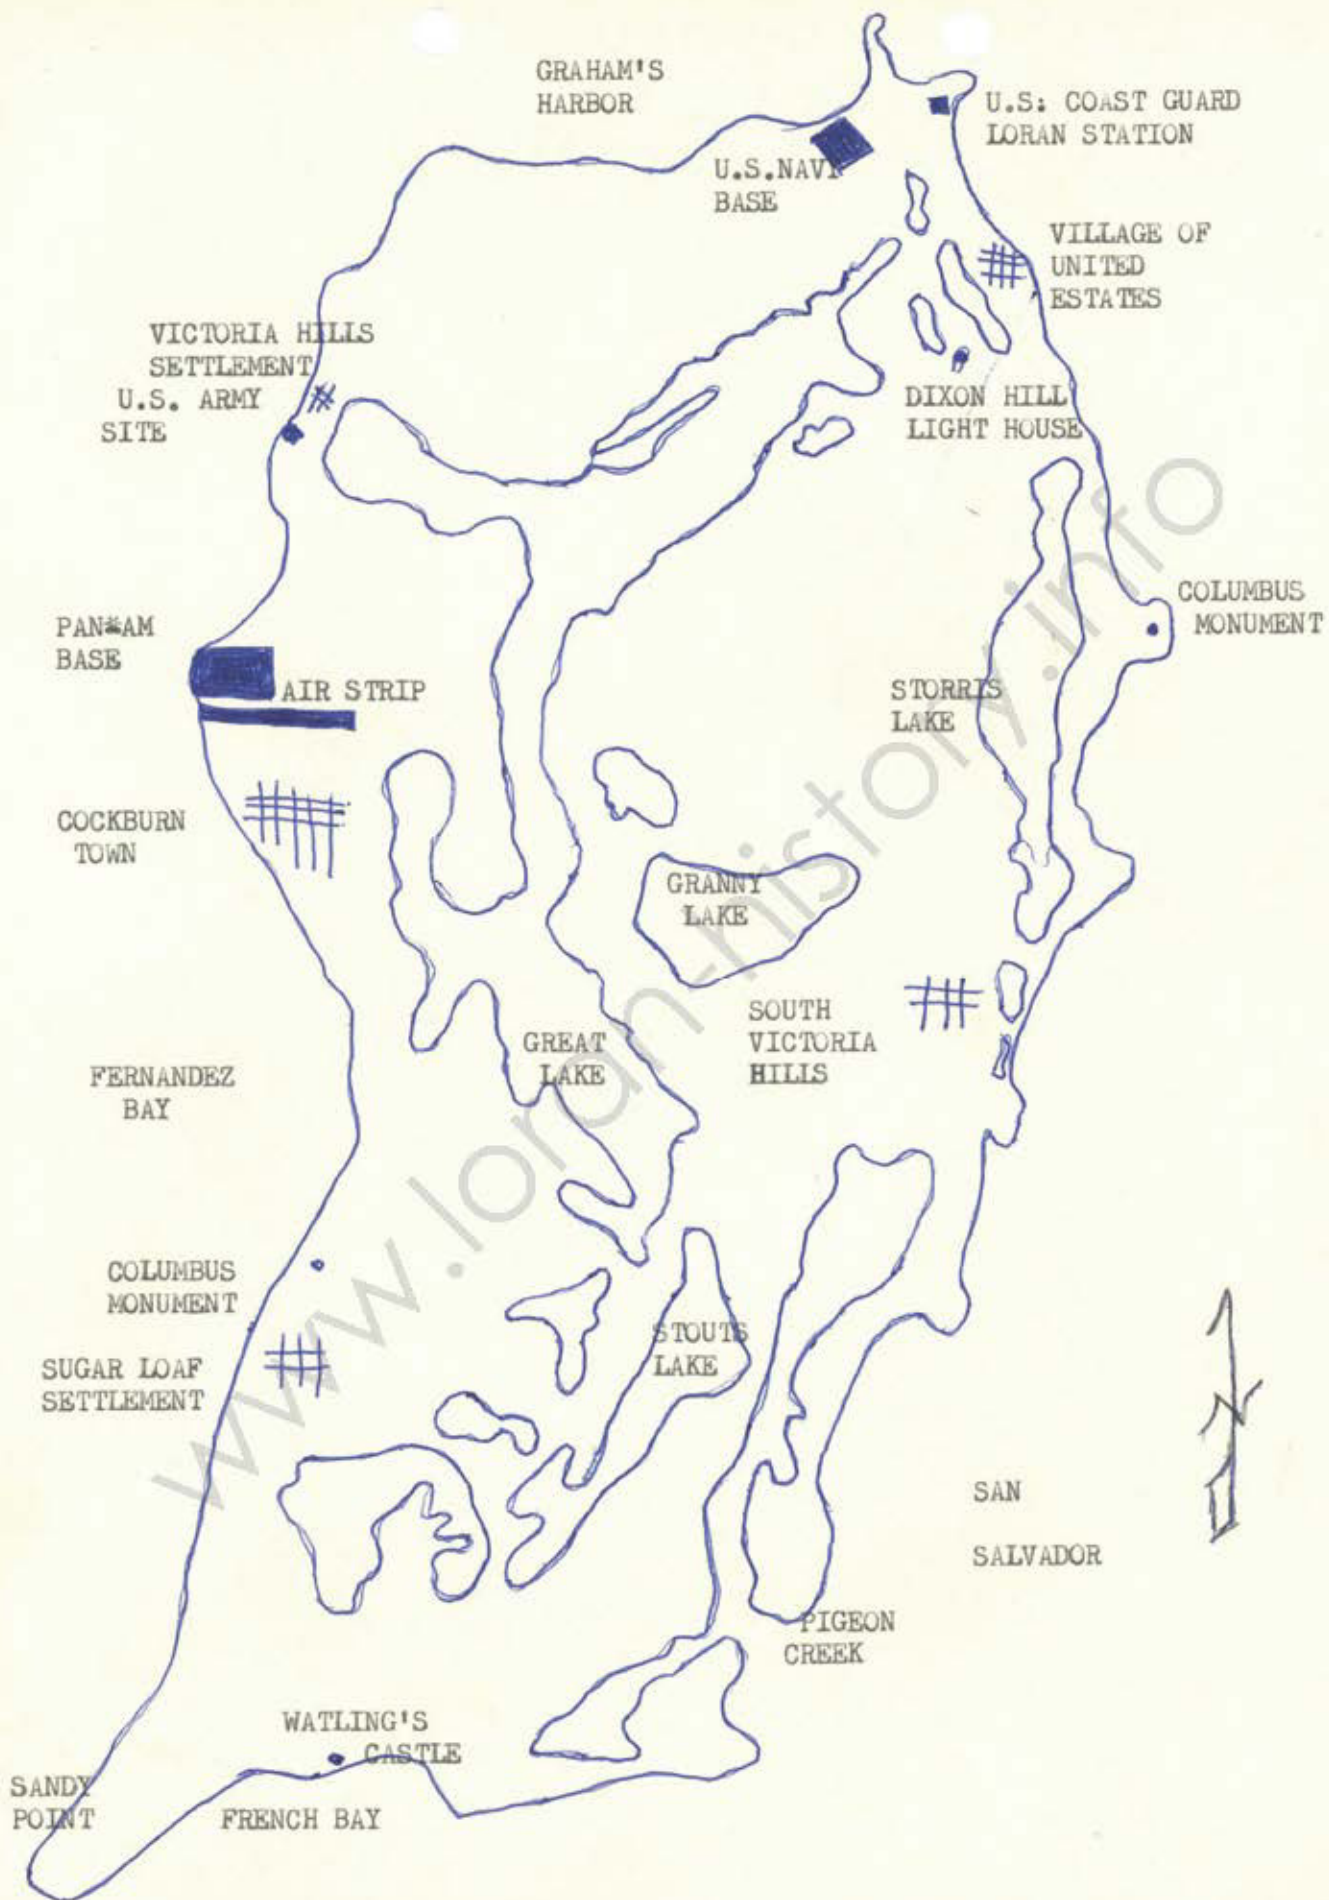 GRAHAM'S
HARBOR
U.S: COAST GUARD
LORAN STATION
U.S.NAVY
BASE
VILLAGE OF
UNITED
ESTATES
VICTORIA HILLS
SETTLEMENT
U.S. ARMY
SITE
DIXON HILL
LIGHT HOUSE
COLUMBUS
MONUMENT
PAN-AM
BASE
AIR STRIP
STORRIS
LAKE
COCKBURN
TOWN
GRANNY
LAKE
SOUTH
VICTORIA
HILLS
GREAT
LAKE
FERNANDEZ
BAY
COLUMBUS
MONUMENT
STOUTS
LAKE
SUGAR LOAF
SETTLEMENT
N
SAN
SALVADOR
PIGEON
CREEK
WATLING'S
CASTLE
SANDY
POINT
FRENCH BAY
www.loran-history.info